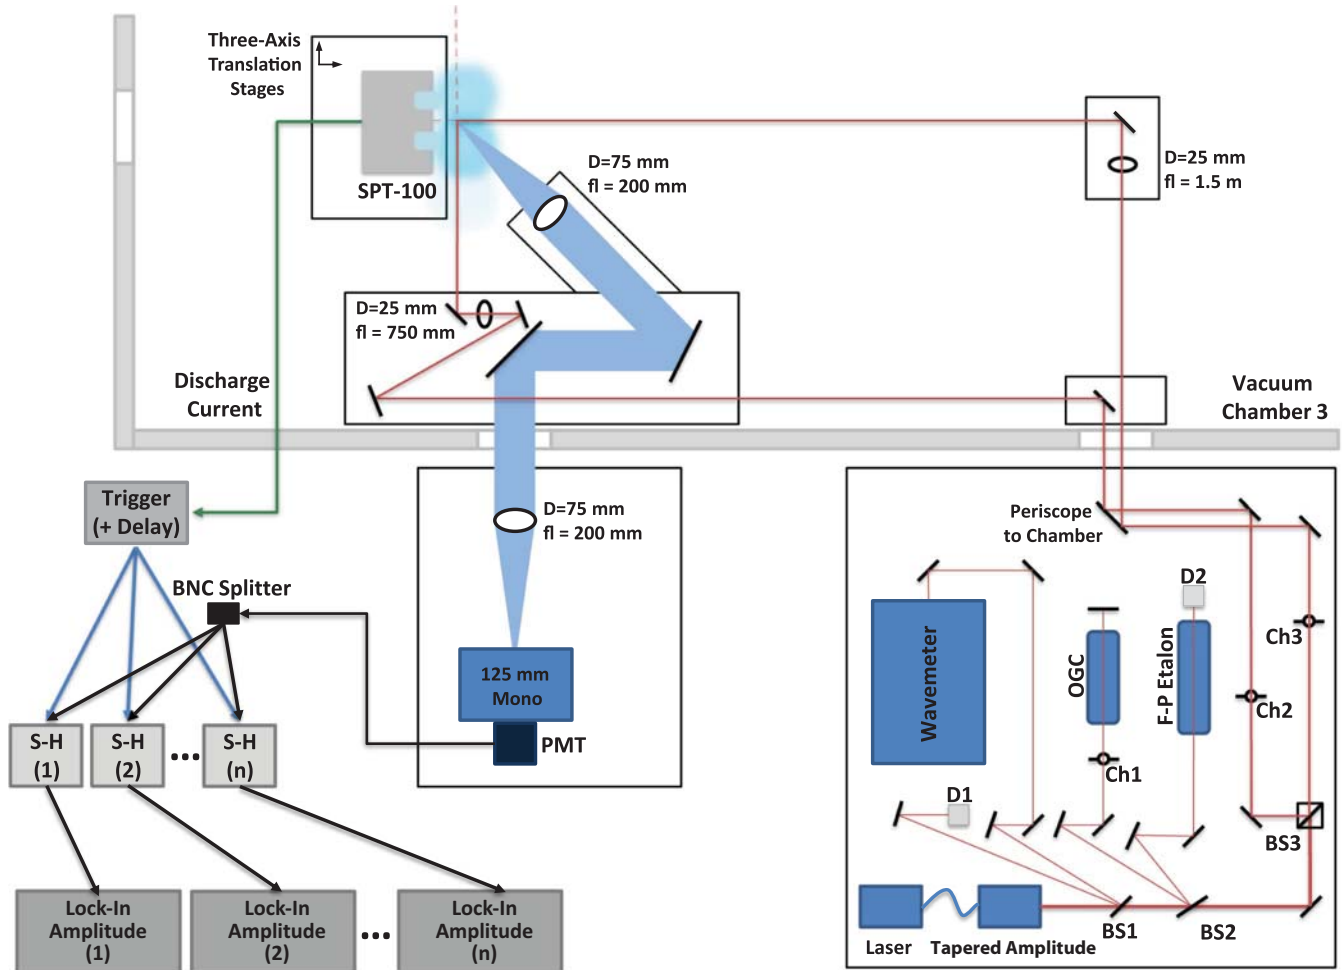 Three-Axis
Translation
Stages
SPT-100
D=75 mm
fl = 200 mm
D=25 mm
fl = 1.5 m
D=25 mm
fl = 750 mm
Discharge
Current
Vacuum
Chamber 3
Trigger
(+ Delay)
BNC Splitter
D=75 mm
fl = 200 mm
125 mm
Mono
PMT
S-H
(1)
S-H
(2)
...
S-H
(n)
Lock-In
Amplitude
(1)
Lock-In
Amplitude
(2)
...
Lock-In
Amplitude
(n)
Periscope
to Chamber
D2
Wavemeter
OGC
F-P Etalon
Ch3
Ch2
Ch1
D1
BS3
BS1
BS2
Laser
Tapered Amplitude